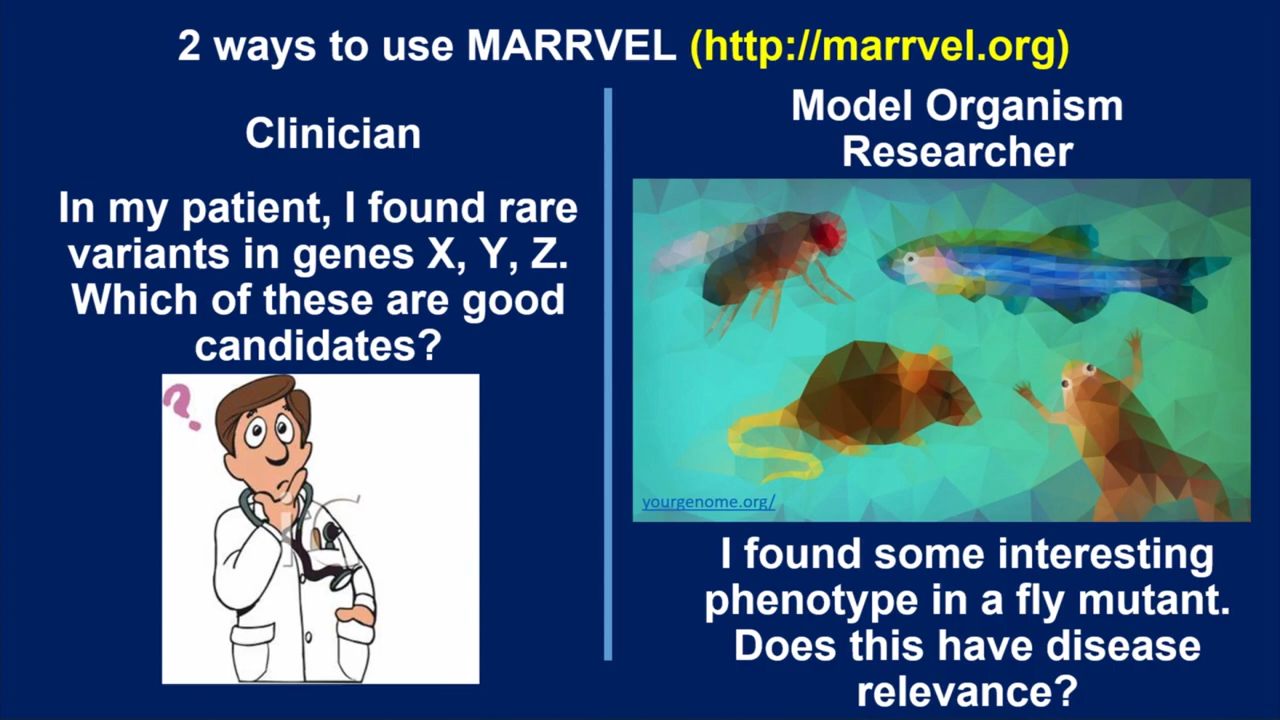 2 ways to use MARRVEL (http://marrvel.org)
Clinician
In my patient, I found rare
variants in genes X, Y, Z.
Which of these are good
candidates?
?
Model Organism
Researcher
yourgenome.org/
I found some interesting
phenotype in a fly mutant.
Does this have disease
relevance?